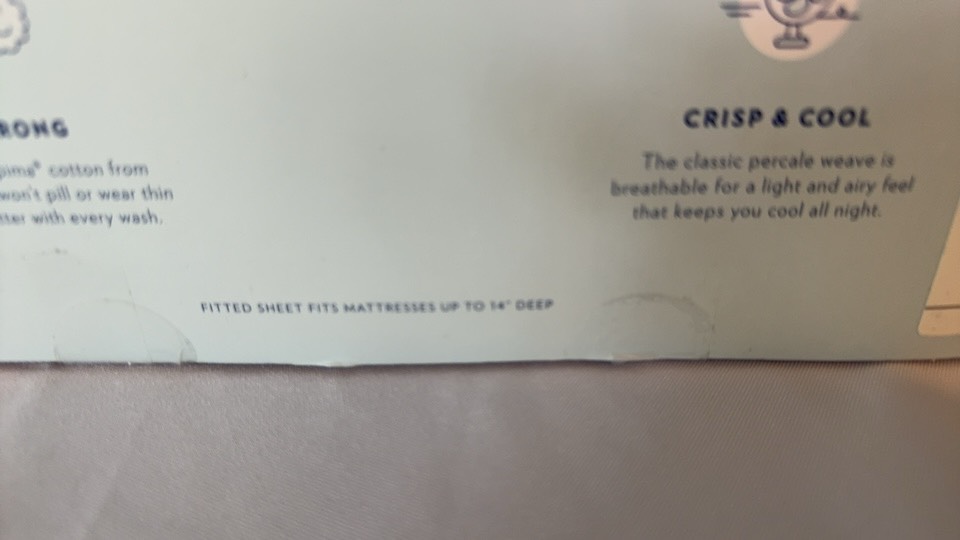 RONG
pima® cotton from
won't pill or wear thin
with every wash.
CRISP & COOL
The classic percale weave is
breathable for a light and airy feel
that keeps you cool all night.
FITTED SHEET FITS MATTRESSES UP TO 14" DEEP